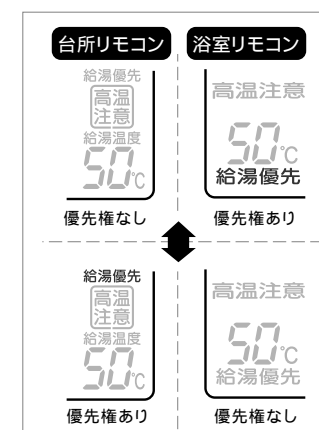 台所リモコン
浴室リモコン
給湯優先
高温
注意
給湯温度
50℃
優先権なし
高温注意
50℃
給湯優先
優先権あり
給湯優先
高温
注意
給湯温度
50℃
優先権あり
高温注意
50℃
給湯優先
優先権なし